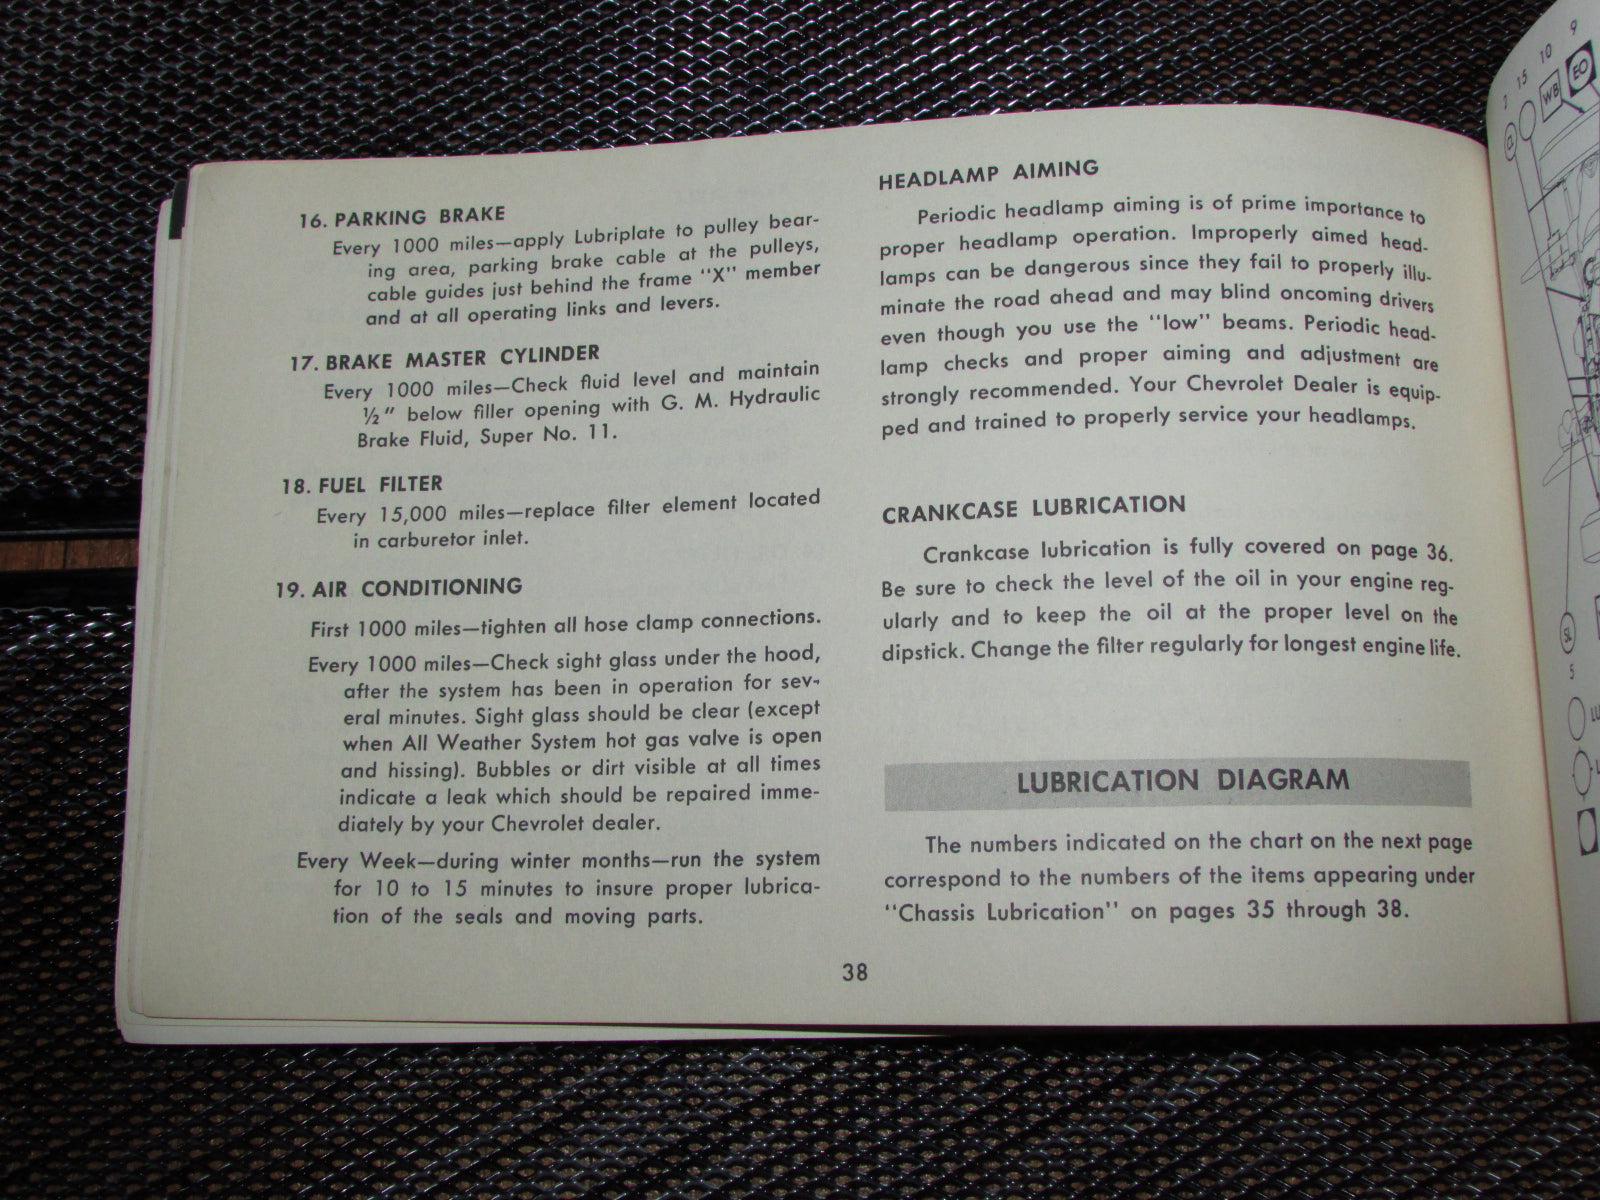 16. PARKING BRAKE
Every 1000 miles—apply Lubriplate to pulley bear-
ing area, parking brake cable at the pulleys,
cable guides just behind the frame "X" member
and at all operating links and levers.
17. BRAKE MASTER CYLINDER
Every 1000 miles—Check fluid level and maintain
½" below filler opening with G. M. Hydraulic
Brake Fluid, Super No. 11.
18. FUEL FILTER
Every 15,000 miles—replace filter element located
in carburetor inlet.
19. AIR CONDITIONING
First 1000 miles—tighten all hose clamp connections.
Every 1000 miles—Check sight glass under the hood,
after the system has been in operation for sev-
eral minutes. Sight glass should be clear (except
when All Weather System hot gas valve is open
and hissing). Bubbles or dirt visible at all times
indicate a leak which should be repaired imme-
diately by your Chevrolet dealer.
Every Week—during winter months—run the system
for 10 to 15 minutes to insure proper lubrica-
tion of the seals and moving parts.
HEADLAMP AIMING
Periodic headlamp aiming is of prime importance to
proper headlamp operation. Improperly aimed head-
lamps can be dangerous since they fail to properly illu-
minate the road ahead and may blind oncoming drivers
even though you use the "low" beams. Periodic head-
lamp checks and proper aiming and adjustment are
strongly recommended. Your Chevrolet Dealer is equip-
ped and trained to properly service your headlamps.
CRANKCASE LUBRICATION
Crankcase lubrication is fully covered on page 36.
Be sure to check the level of the oil in your engine reg-
ularly and to keep the oil at the proper level on the
dipstick. Change the filter regularly for longest engine life.
LUBRICATION DIAGRAM
The numbers indicated on the chart on the next page
correspond to the numbers of the items appearing under
"Chassis Lubrication" on pages 35 through 38.
38
15 10 9
WB EO
SL
5
LU